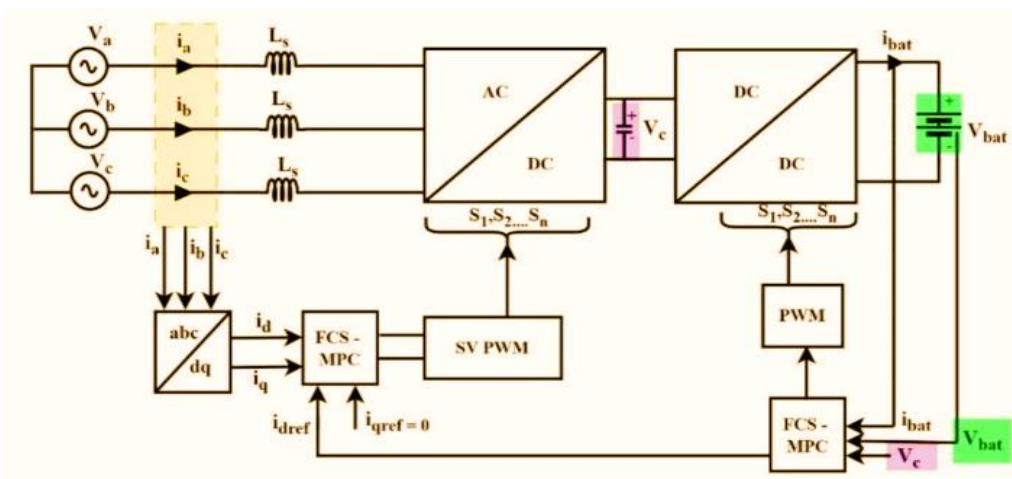 Va
ia
Ls
Vb
ib
Ls
Vc
ic
Ls
AC
DC
+
-
Vc
DC
DC
ibat
+
-
Vbat
S1,S2....Sn
S1,S2....Sn
ia
ib
ic
abc
dq
id
iq
FCS -
MPC
SV PWM
PWM
idref
iqref = 0
FCS -
MPC
ibat
Vbat
Vc